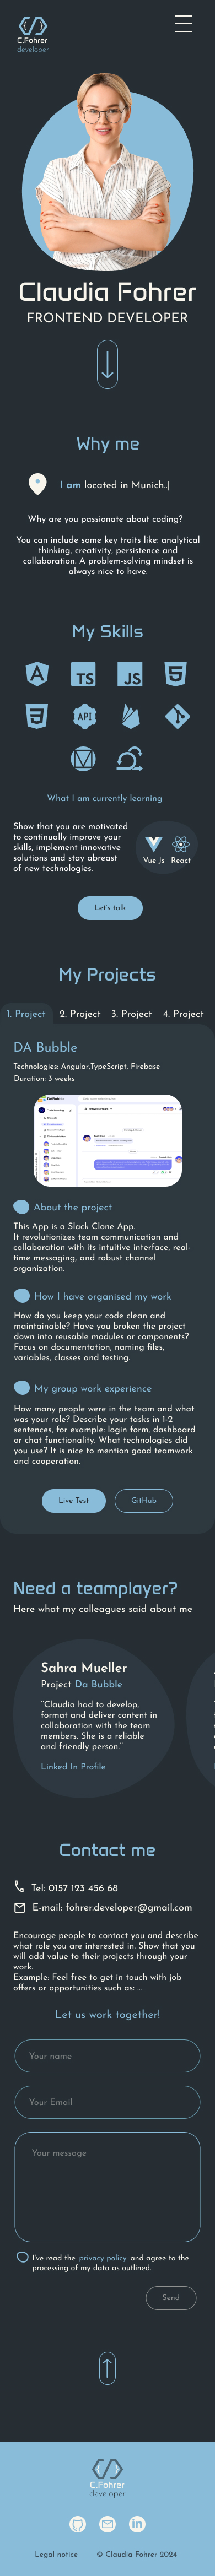 C.Fohrer
developer
Claudia Fohrer
FRONTEND DEVELOPER
Why me
I am located in Munich..|
Why are you passionate about coding?
You can include some key traits like: analytical
thinking, creativity, persistence and
collaboration. A problem-solving mindset is
always nice to have.
My Skills
TS
JS
API
What I am currently learning
Show that you are motivated
to continually improve your
skills, implement innovative
solutions and stay abreast
of new technologies.
Vue Js React
Let's talk
My Projects
1. Project 2. Project 3. Project 4. Project
DA Bubble
Technologies: Angular,TypeScript, Firebase
Duration: 3 weeks
About the project
This App is a Slack Clone App.
It revolutionizes team communication and
collaboration with its intuitive interface, real-
time messaging, and robust channel
organization.
How I have organised my work
How do you keep your code clean and
maintainable? Have you broken the project
down into reusable modules or components?
Focus on documentation, naming files,
variables, classes and testing.
My group work experience
How many people were in the team and what
was your role? Describe your tasks in 1-2
sentences, for example: login form, dashboard
or chat functionality. What technologies did
you use? It is nice to mention good teamwork
and cooperation.
Live Test GitHub
Need a teamplayer?
Here what my colleagues said about me
Sahra Mueller
Project Da Bubble
"Claudia had to develop,
format and deliver content in
collaboration with the team
members. She is a reliable
and friendly person."
Linked In Profile
Contact me
Tel: 0157 123 456 68
E-mail: fohrer.developer@gmail.com
Encourage people to contact you and describe
what role you are interested in. Show that you
will add value to their projects through your
work.
Example: Feel free to get in touch with job
offers or opportunities such as: ...
Let us work together!
Your name
Your Email
Your message
I've read the privacy policy and agree to the
processing of my data as outlined.
Send
C.Fohrer
developer
Legal notice © Claudia Fohrer 2024